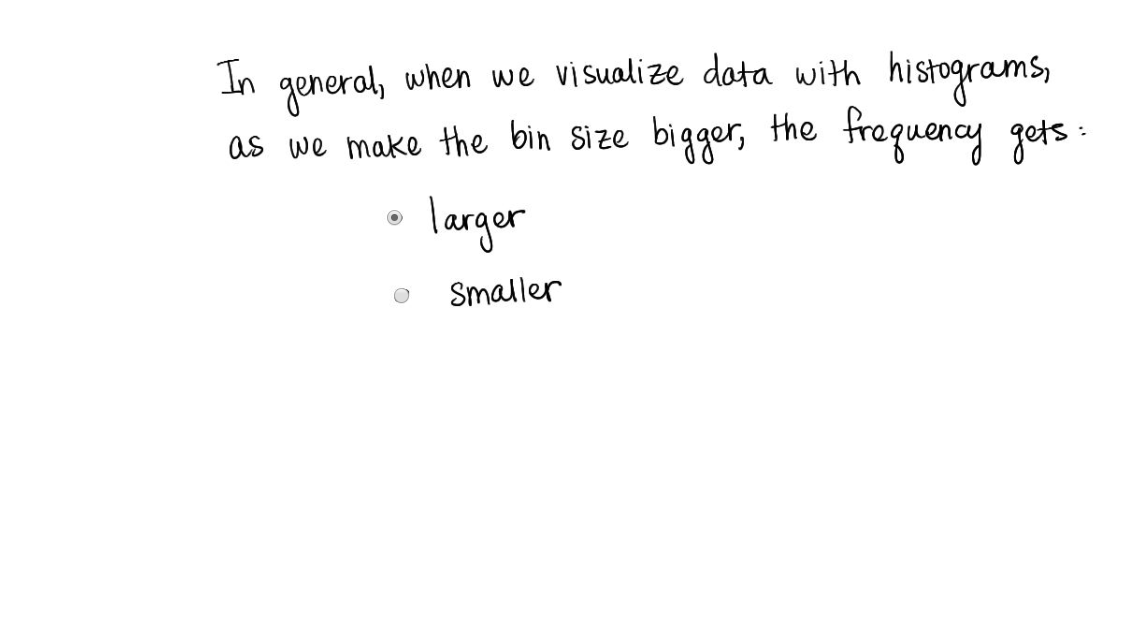 In general, when we visualize data with histograms,
as we make the bin size bigger, the frequency gets:
larger
smaller